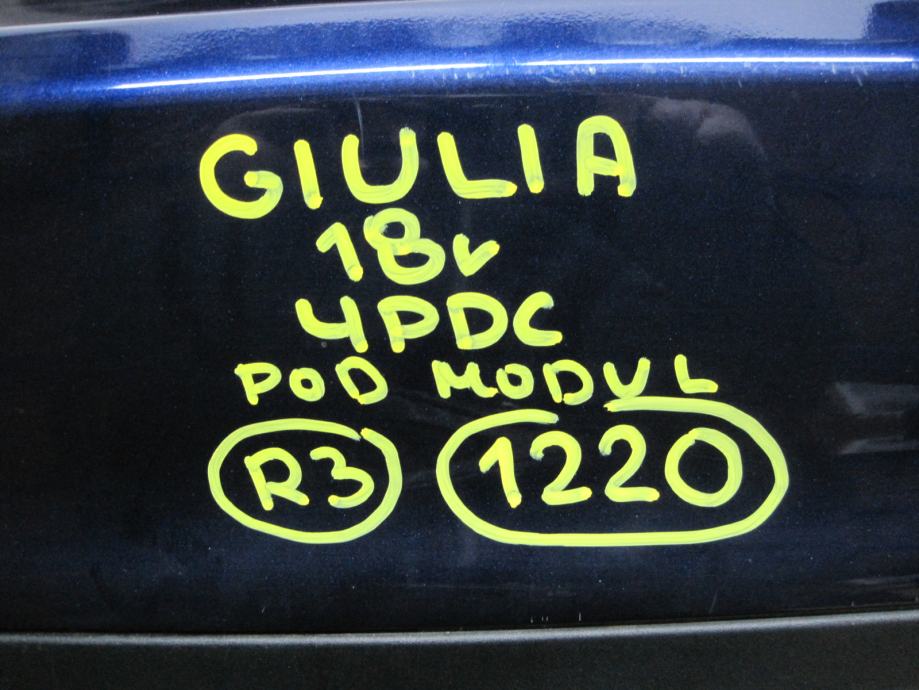 GIULIA
18v
4PDC
POD MODUL
R3 1220